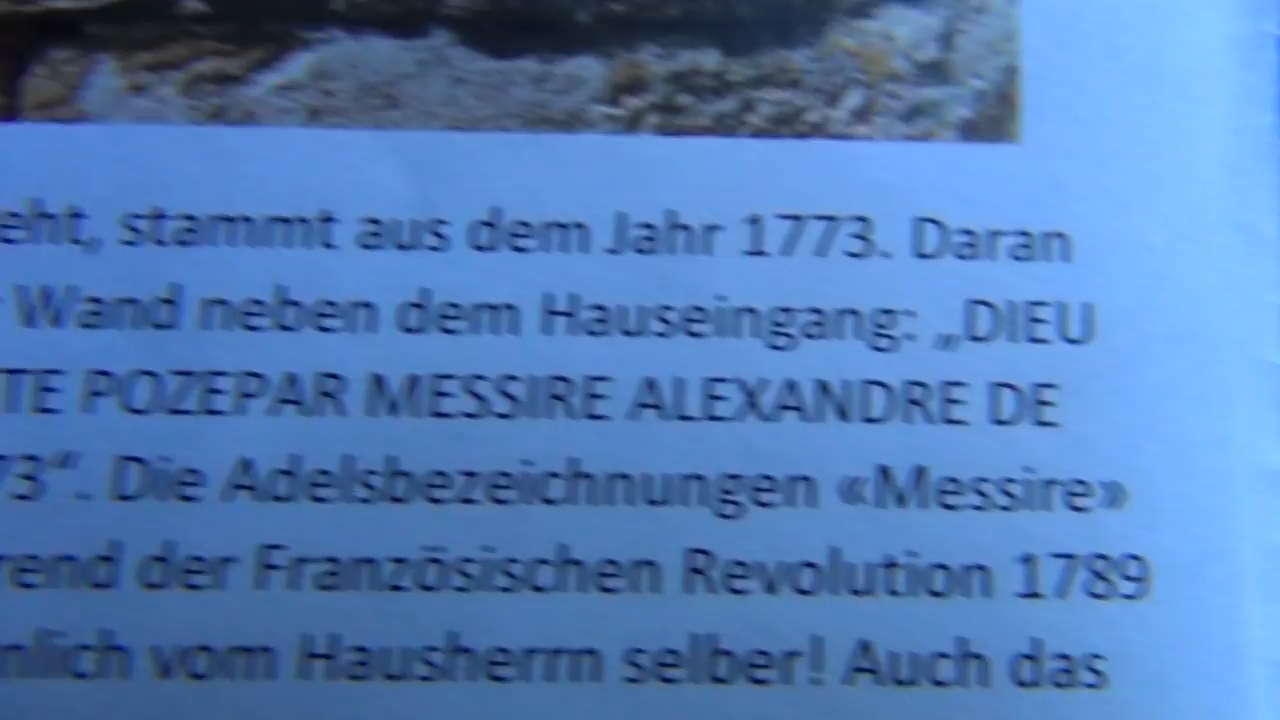 eht, stammt aus dem Jahr 1773. Daran
Wand neben dem Hauseingang: „DIEU
TE POZEPAR MESSIRE ALEXANDRE DE
73“. Die Adelsbezeichnungen «Messire»
rend der Französischen Revolution 1789
nlich vom Hausherrn selber! Auch das